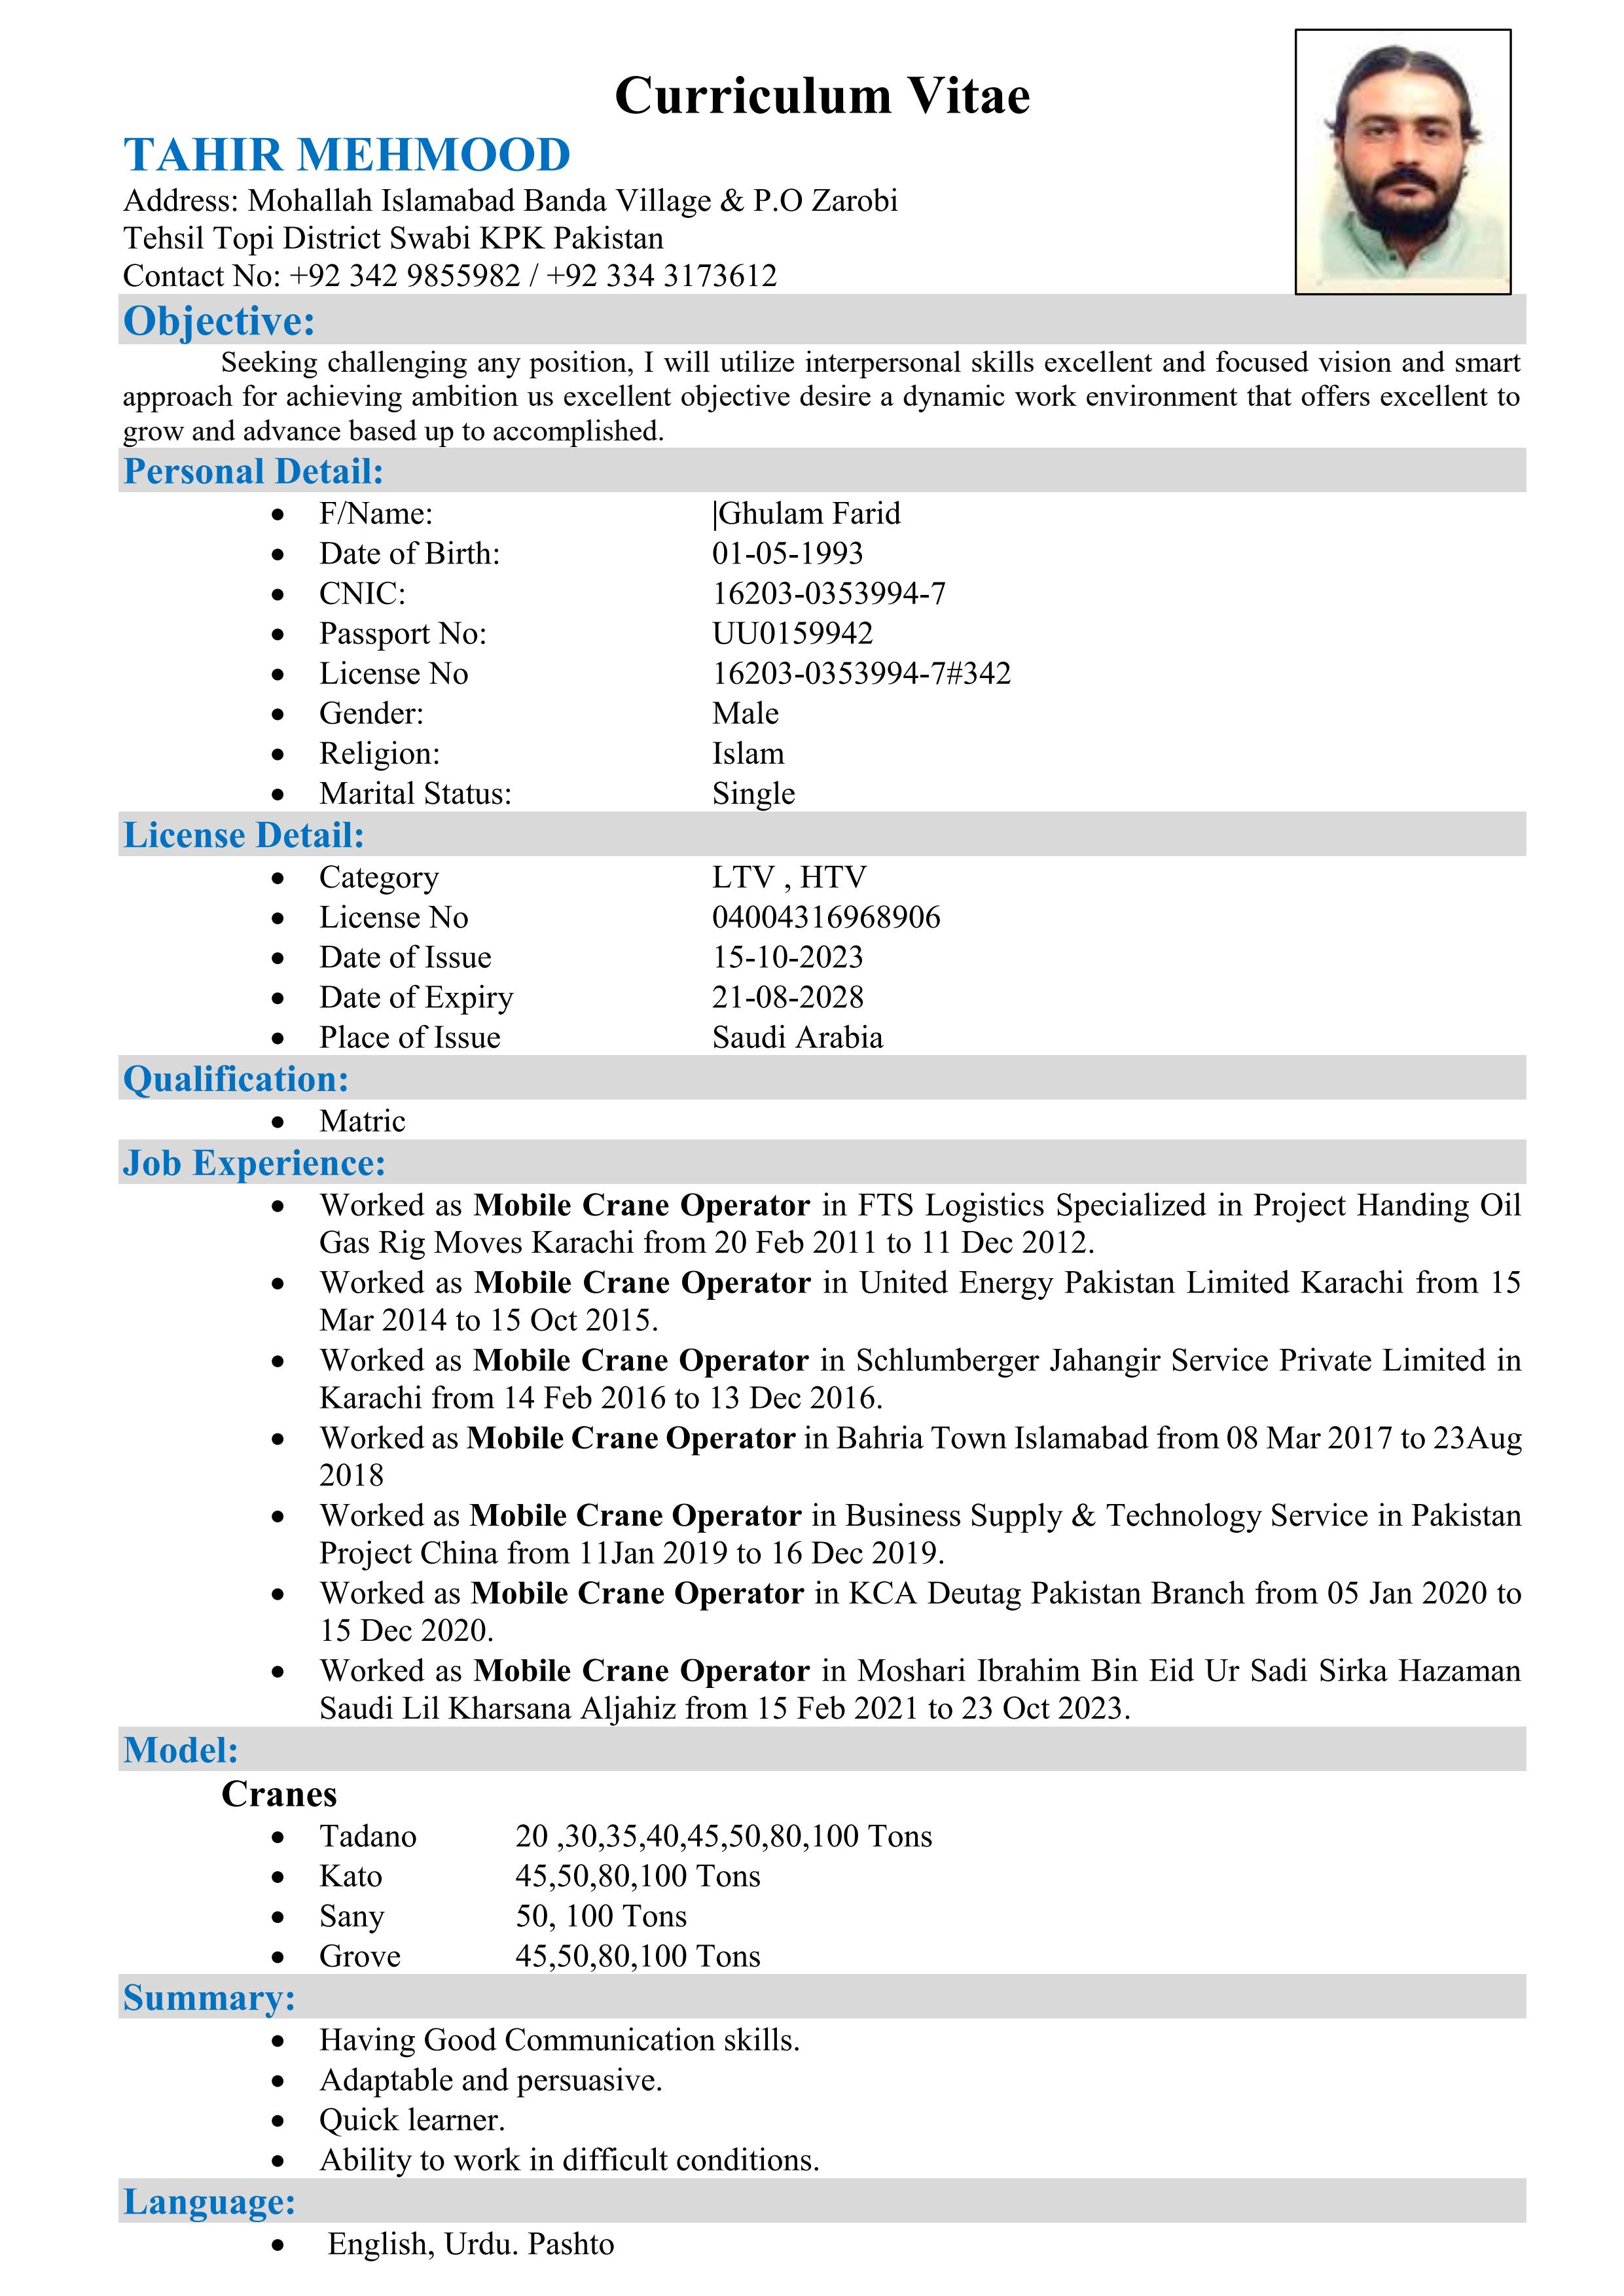 Curriculum Vitae
TAHIR MEHMOOD
Address: Mohallah Islamabad Banda Village & P.O Zarobi
Tehsil Topi District Swabi KPK Pakistan
Contact No: +92 342 9855982 / +92 334 3173612
Objective:
Seeking challenging any position, I will utilize interpersonal skills excellent and focused vision and smart
approach for achieving ambition us excellent objective desire a dynamic work environment that offers excellent to
grow and advance based up to accomplished.
Personal Detail:
• F/Name: |Ghulam Farid
• Date of Birth: 01-05-1993
• CNIC: 16203-0353994-7
• Passport No: UU0159942
• License No 16203-0353994-7#342
• Gender: Male
• Religion: Islam
• Marital Status: Single
License Detail:
• Category LTV , HTV
• License No 04004316968906
• Date of Issue 15-10-2023
• Date of Expiry 21-08-2028
• Place of Issue Saudi Arabia
Qualification:
• Matric
Job Experience:
• Worked as Mobile Crane Operator in FTS Logistics Specialized in Project Handing Oil
Gas Rig Moves Karachi from 20 Feb 2011 to 11 Dec 2012.
• Worked as Mobile Crane Operator in United Energy Pakistan Limited Karachi from 15
Mar 2014 to 15 Oct 2015.
• Worked as Mobile Crane Operator in Schlumberger Jahangir Service Private Limited in
Karachi from 14 Feb 2016 to 13 Dec 2016.
• Worked as Mobile Crane Operator in Bahria Town Islamabad from 08 Mar 2017 to 23Aug
2018
• Worked as Mobile Crane Operator in Business Supply & Technology Service in Pakistan
Project China from 11Jan 2019 to 16 Dec 2019.
• Worked as Mobile Crane Operator in KCA Deutag Pakistan Branch from 05 Jan 2020 to
15 Dec 2020.
• Worked as Mobile Crane Operator in Moshari Ibrahim Bin Eid Ur Sadi Sirka Hazaman
Saudi Lil Kharsana Aljahiz from 15 Feb 2021 to 23 Oct 2023.
Model:
Cranes
• Tadano 20 ,30,35,40,45,50,80,100 Tons
• Kato 45,50,80,100 Tons
• Sany 50, 100 Tons
• Grove 45,50,80,100 Tons
Summary:
• Having Good Communication skills.
• Adaptable and persuasive.
• Quick learner.
• Ability to work in difficult conditions.
Language:
• English, Urdu. Pashto